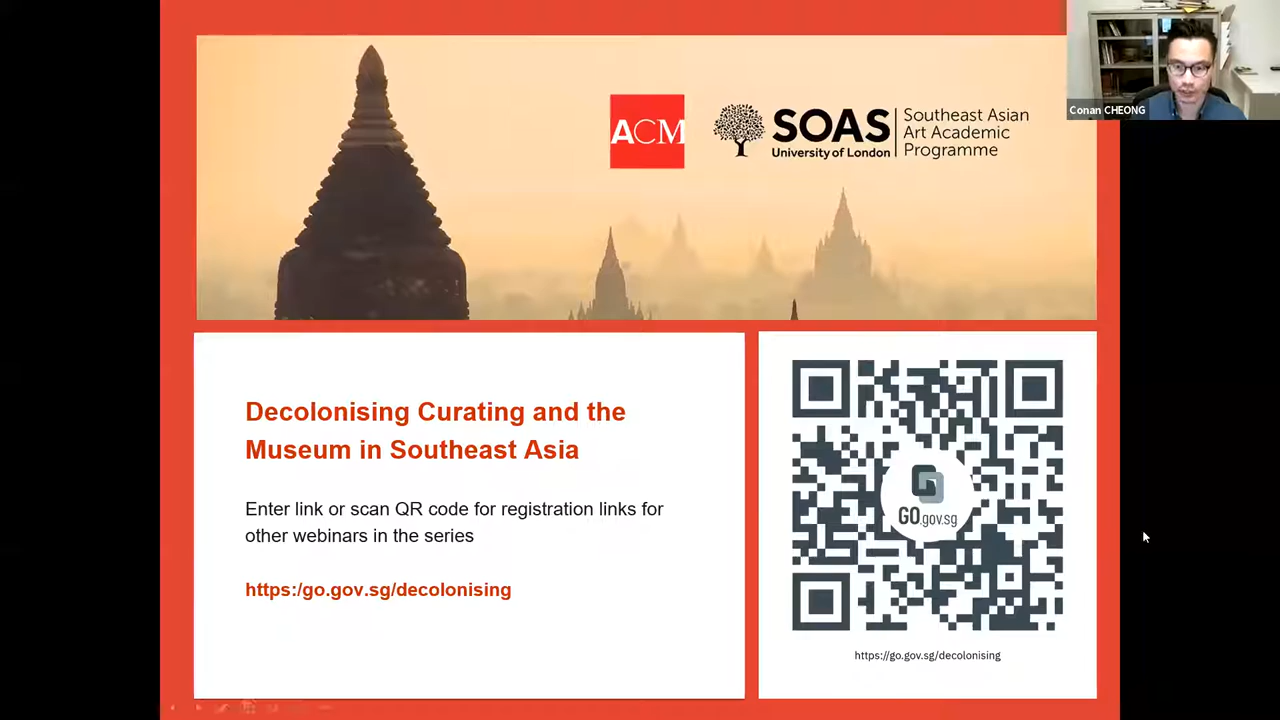 Conan CHEONG
ACM
SOAS
University of London
Southeast Asian
Art Academic
Programme
Decolonising Curating and the
Museum in Southeast Asia
Enter link or scan QR code for registration links for
other webinars in the series
https:/go.gov.sg/decolonising
GO.gov.sg
https://go.gov.sg/decolonising